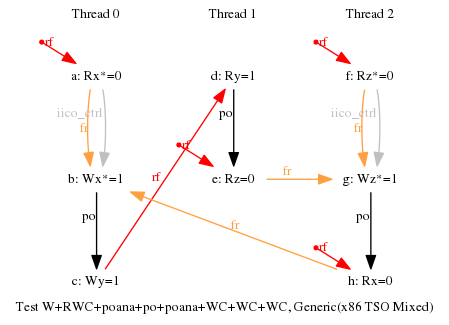 Thread 0 Thread 1 Thread 2
rf rf
a: Rx*=0 d: Ry=1 f: Rz*=0
iico_ctrl po iico_ctrl
fr fr
rf
rf fr
b: Wx*=1 e: Rz=0 g: Wz*=1
po fr po
rf
c: Wy=1 h: Rx=0
Test W+RWC+poana+po+poana+WC+WC+WC, Generic(x86 TSO Mixed)